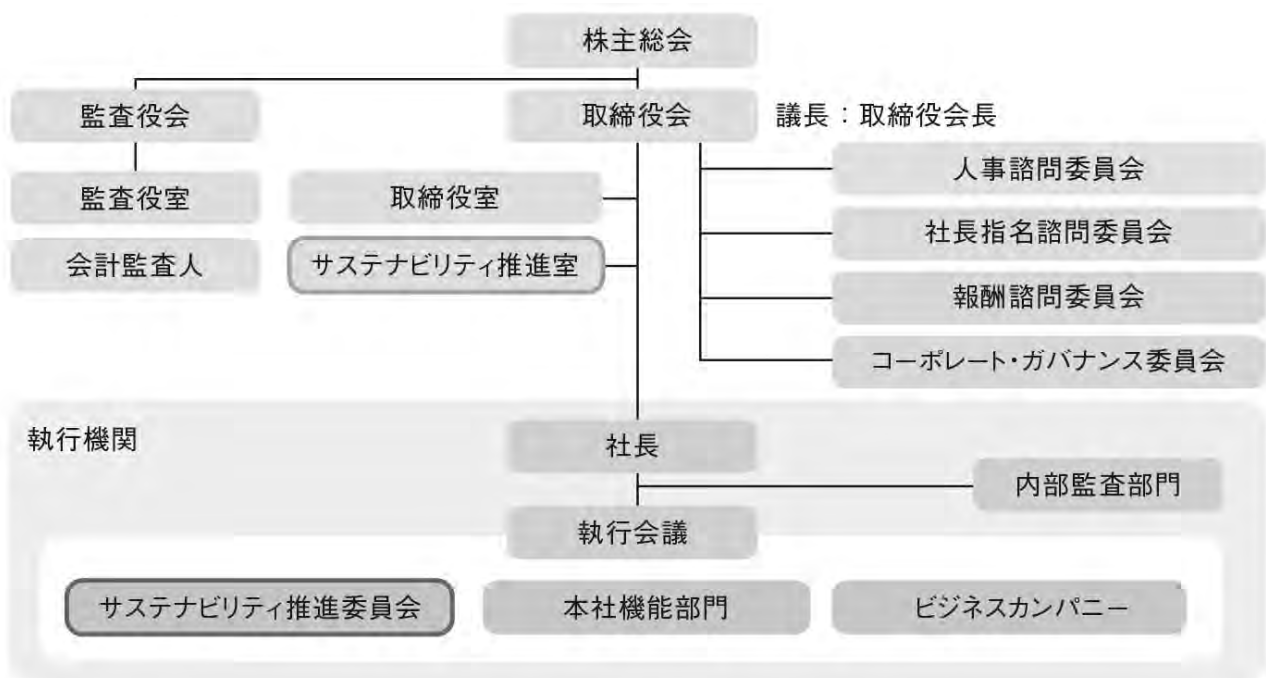 株主総会
監査役会
取締役会
議長：取締役会長
人事諮問委員会
監査役室
取締役室
社長指名諮問委員会
会計監査人
サステナビリティ推進室
報酬諮問委員会
コーポレート・ガバナンス委員会
執行機関
社長
内部監査部門
執行会議
サステナビリティ推進委員会
本社機能部門
ビジネスカンパニー